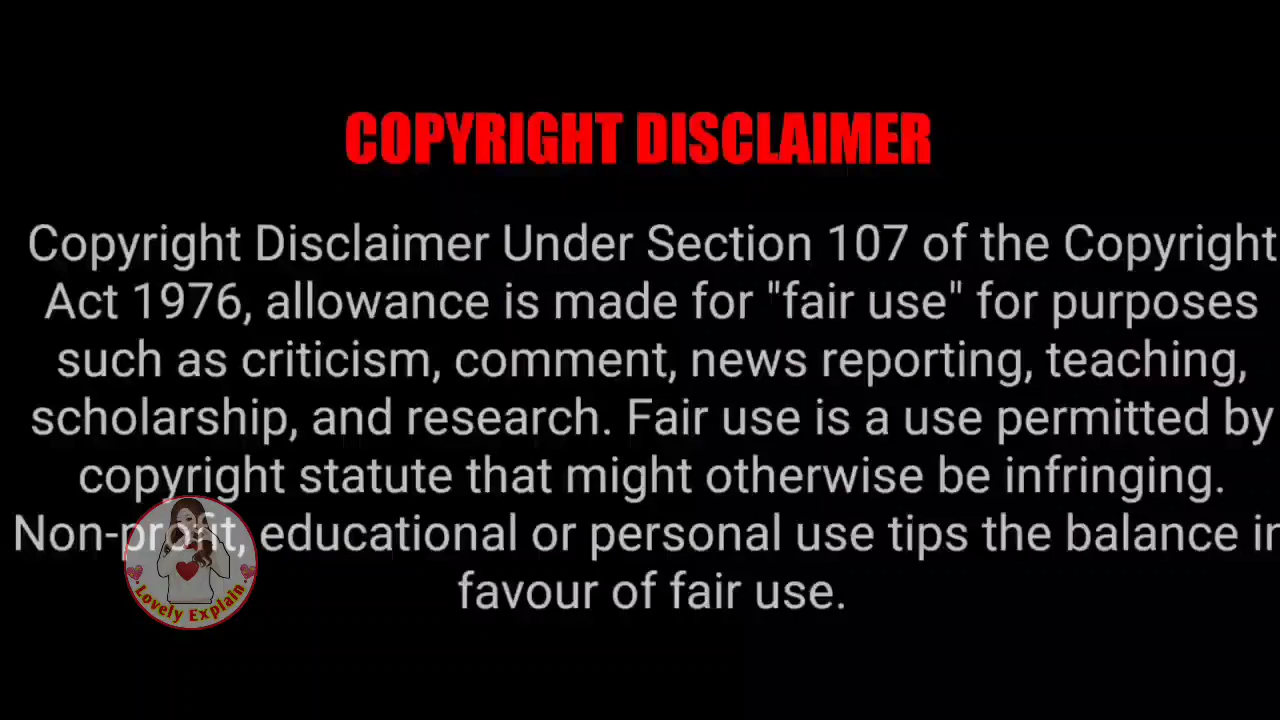 COPYRIGHT DISCLAIMER
Copyright Disclaimer Under Section 107 of the Copyright
Act 1976, allowance is made for "fair use" for purposes
such as criticism, comment, news reporting, teaching,
scholarship, and research. Fair use is a use permitted by
copyright statute that might otherwise be infringing.
Non-profit, educational or personal use tips the balance in
favour of fair use.
Lovely Explain